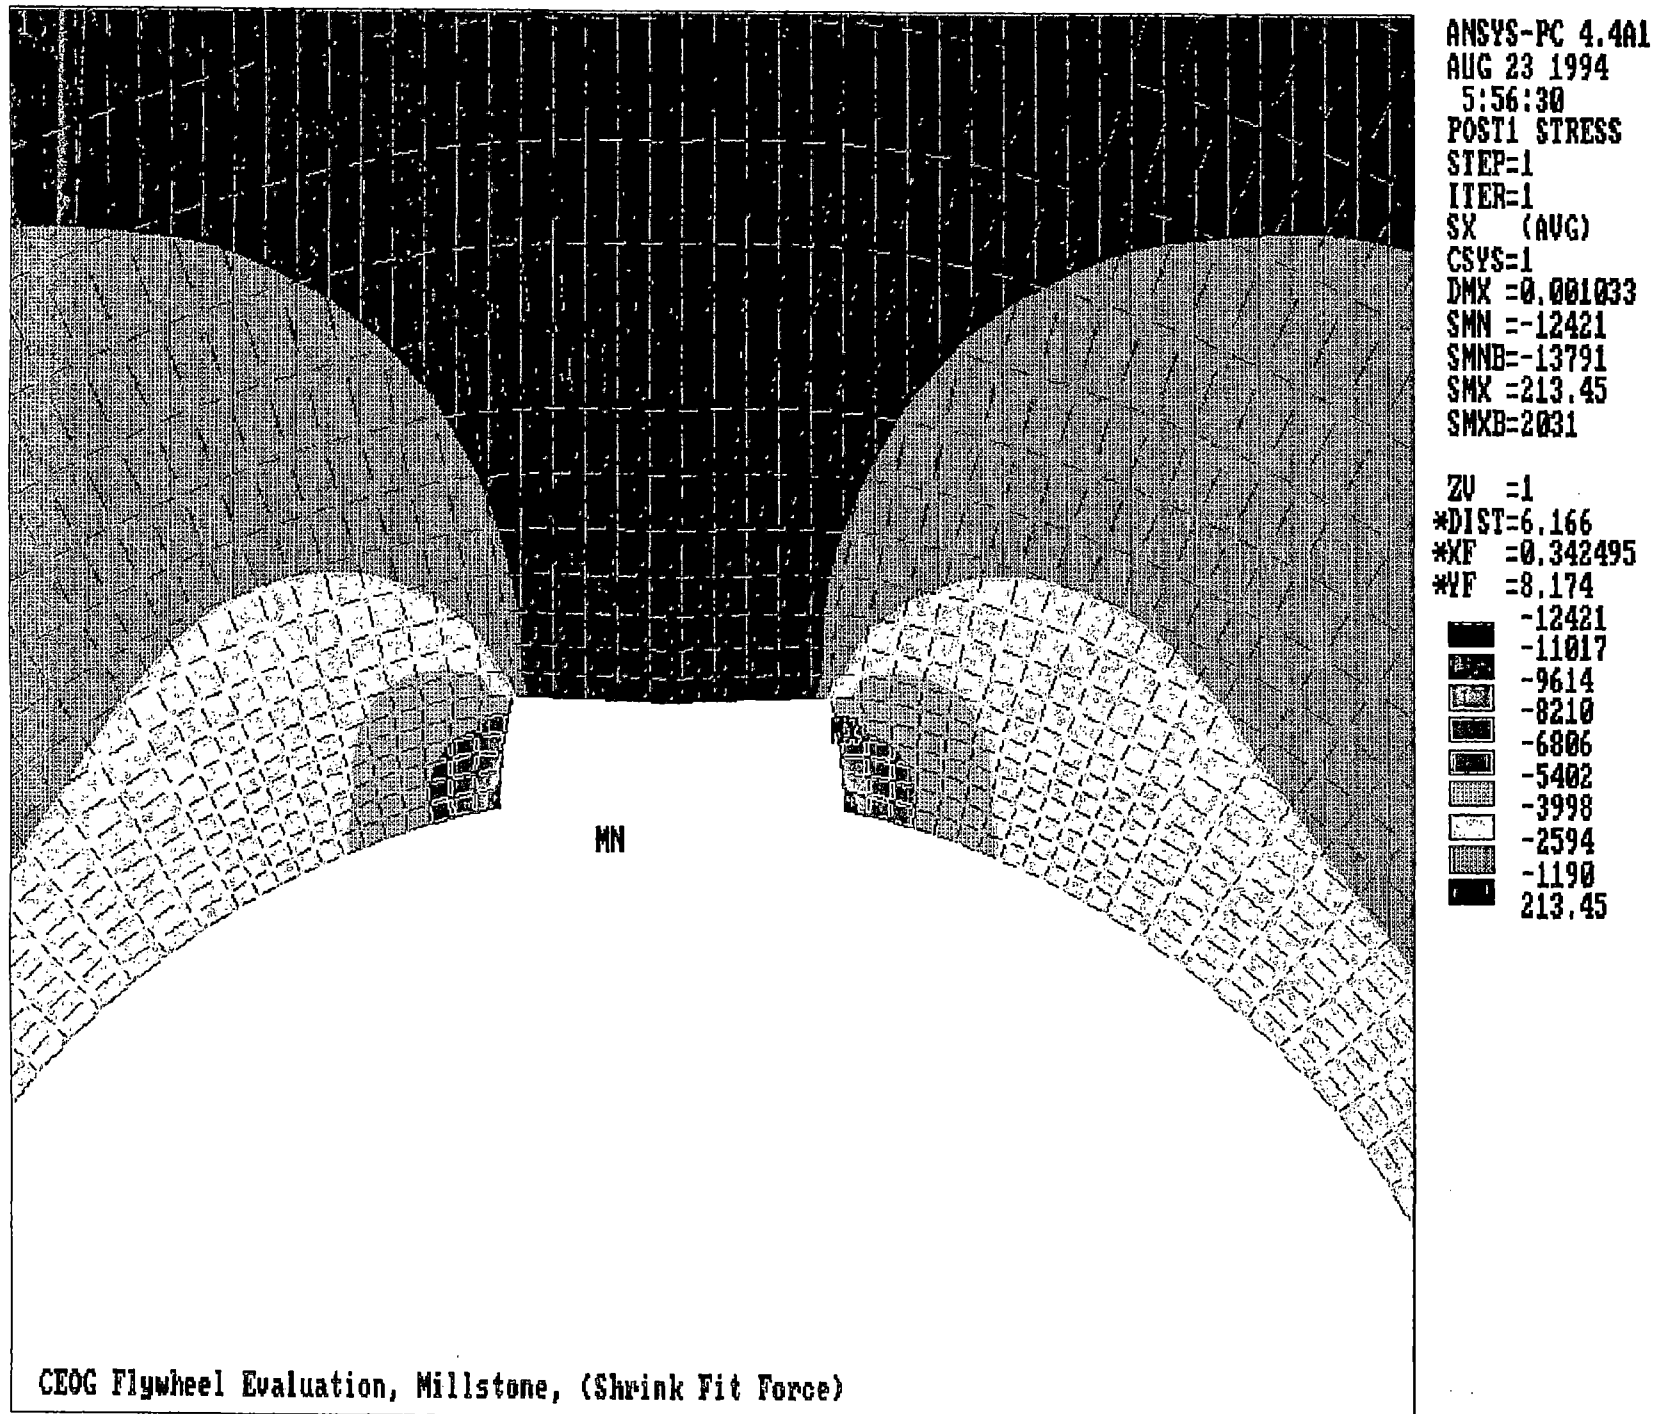 ANSYS-PC 4.4A1
AUG 23 1994
5:56:30
POST1 STRESS
STEP=1
ITER=1
SX (AVG)
CSYS=1
DMX =0.001033
SMN =-12421
SMNB=-13791
SMX =213.45
SMXB=2031
ZV =1
*DIST=6.166
*XF =0.342495
*YF =8.174
-12421
-11017
-9614
-8210
-6806
-5402
-3998
-2594
-1190
213.45
MN
CEOG Flywheel Evaluation, Millstone, (Shrink Fit Force)